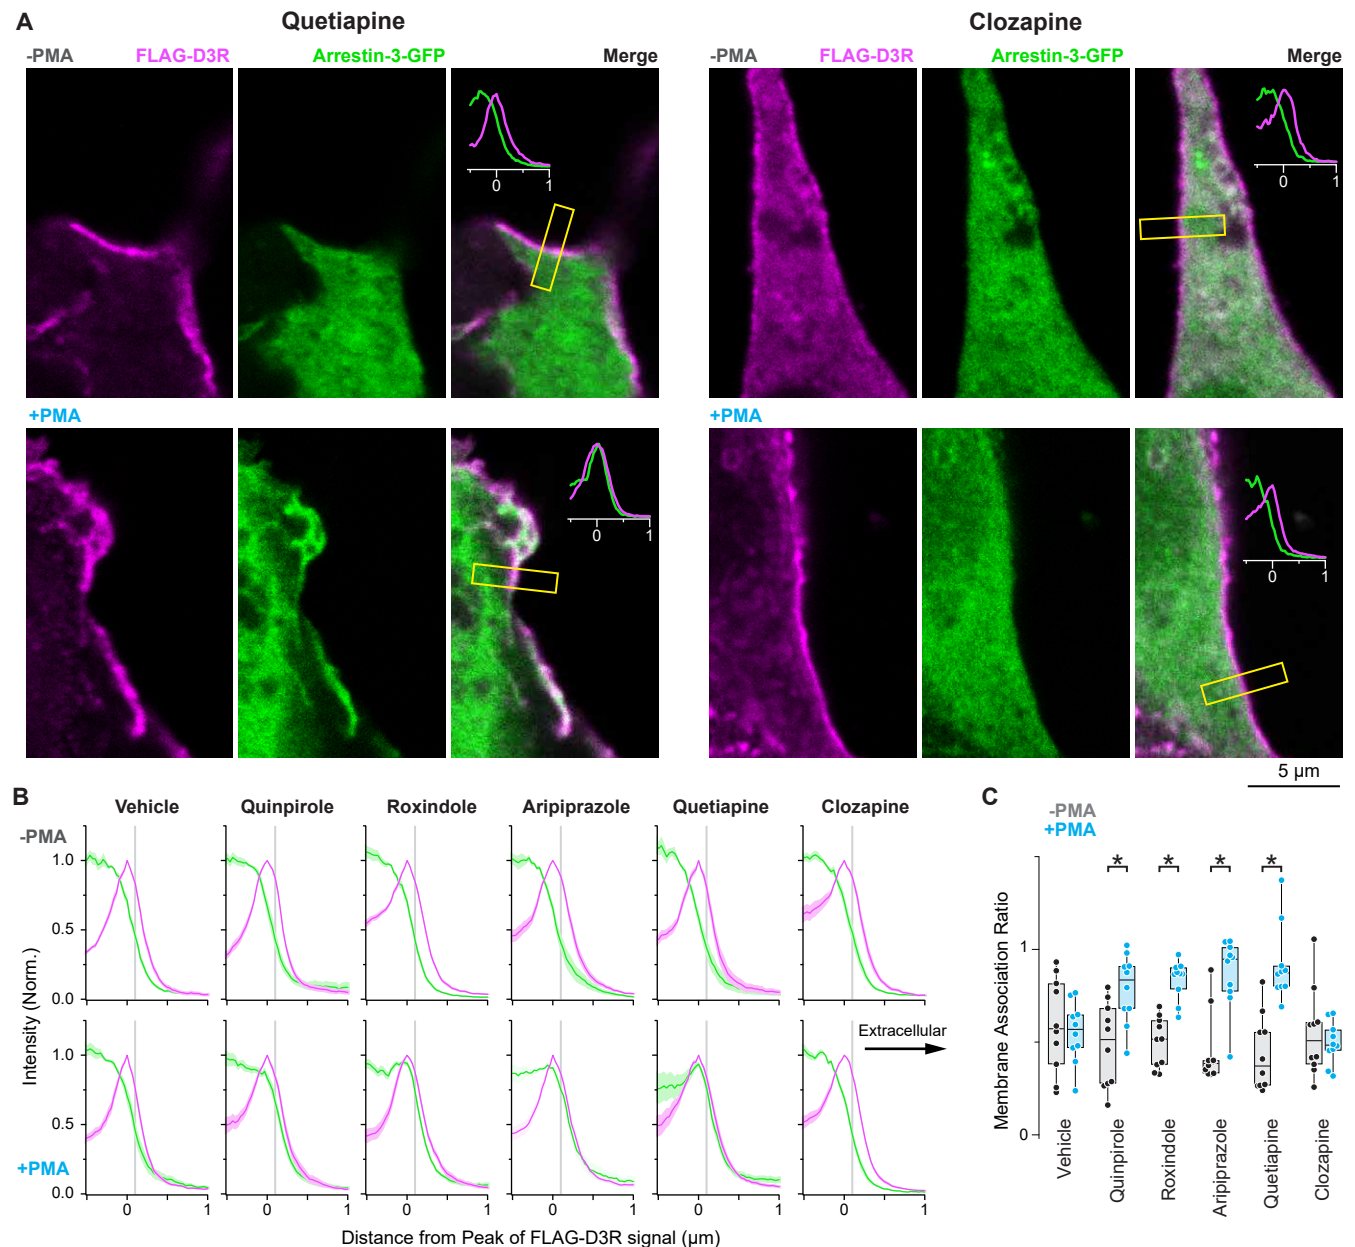 A
Quetiapine
Clozapine
-PMA FLAG-D3R Arrestin-3-GFP Merge
-PMA FLAG-D3R Arrestin-3-GFP Merge
0 1
0 1
+PMA
+PMA
0 1
0 1
5 µm
B
Vehicle Quinpirole Roxindole Aripiprazole Quetiapine Clozapine
-PMA
1.0
0.5
0.0
Intensity (Norm.)
Extracellular
1.0
0.5
+PMA
0.0
0 1 0 1 0 1 0 1 0 1 0 1
Distance from Peak of FLAG-D3R signal (µm)
C
-PMA
+PMA
* * * *
Membrane Association Ratio
1
0
Vehicle
Quinpirole
Roxindole
Aripiprazole
Quetiapine
Clozapine